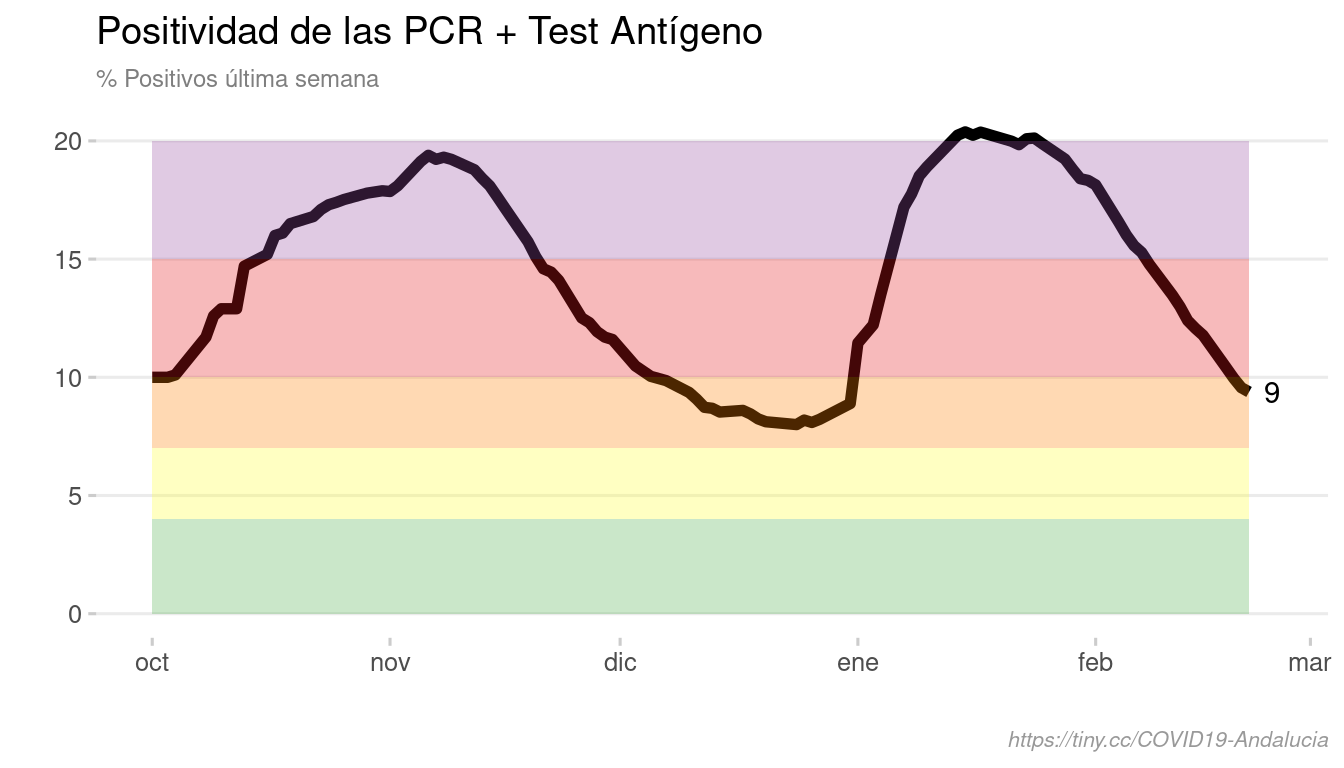 Positividad de las PCR + Test Antígeno
% Positivos última semana
20
15
10
9
5
0
oct nov dic ene feb mar
https://tiny.cc/COVID19-Andalucia